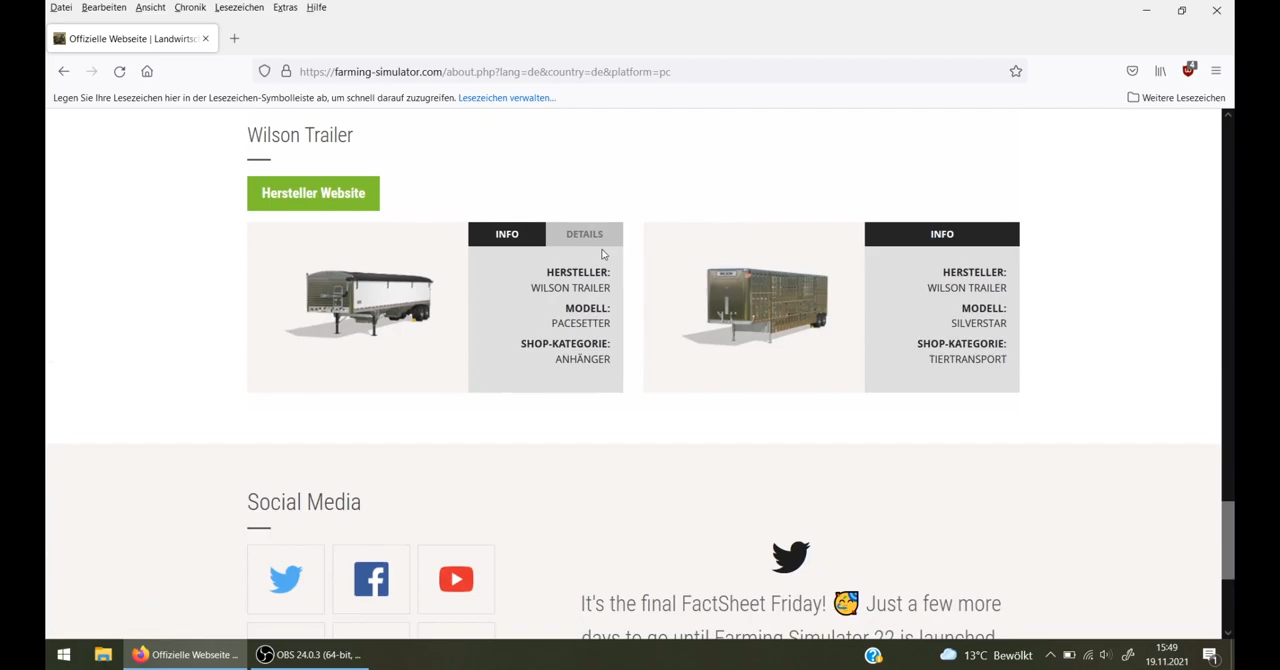 Datei Bearbeiten Ansicht Chronik Lesezeichen Extras Hilfe
Offizielle Webseite | Landwirtsc
https://farming-simulator.com/about.php?lang=de&country=de&platform=pc
4
Legen Sie Ihre Lesezeichen hier in der Lesezeichen-Symbolleiste ab, um schnell darauf zuzugreifen. Lesezeichen verwalten...
Weitere Lesezeichen
Wilson Trailer
Hersteller Website
INFO DETAILS
HERSTELLER:
WILSON TRAILER
MODELL:
PACESETTER
SHOP-KATEGORIE:
ANHÄNGER
INFO
HERSTELLER:
WILSON TRAILER
MODELL:
SILVERSTAR
SHOP-KATEGORIE:
TIERTRANSPORT
Social Media
It's the final FactSheet Friday! 🥳 Just a few more
days to go until Farming Simulator 22 is launched
Offizielle Webseite ...
OBS 24.0.3 (64-bit, ...
13°C Bewölkt
15:49
19.11.2021
1